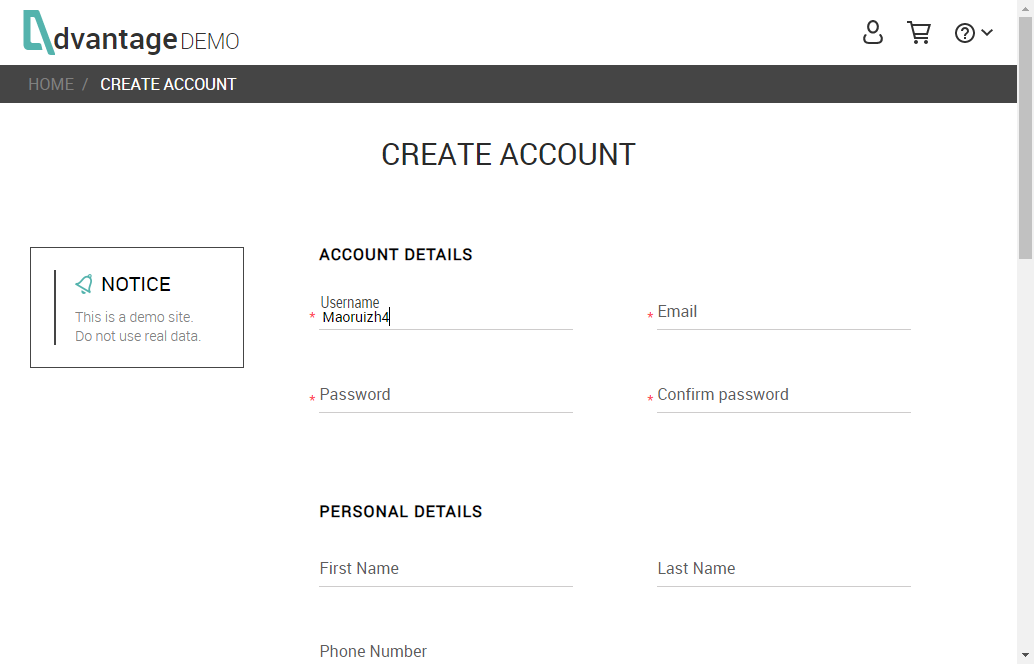 dvantage DEMO
HOME / CREATE ACCOUNT
CREATE ACCOUNT
NOTICE
This is a demo site.
Do not use real data.
ACCOUNT DETAILS
Username
* Maoruizh4
* Email
* Password
* Confirm password
PERSONAL DETAILS
First Name
Last Name
Phone Number